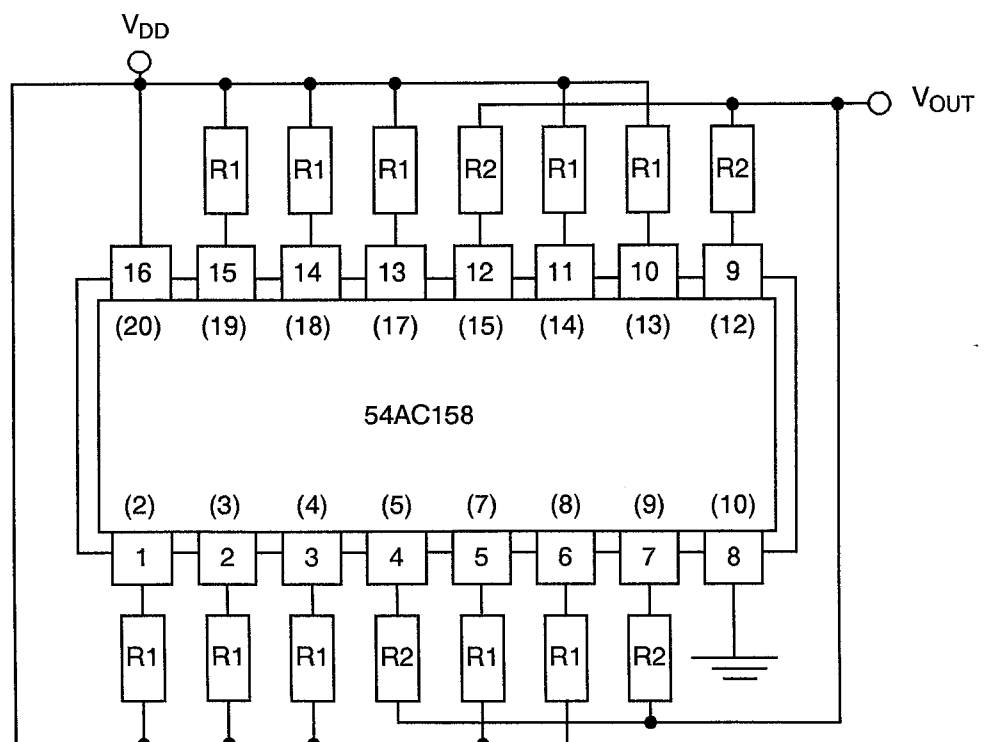 VDD
VOUT
R1 R1 R1 R2 R1 R1 R2
16 15 14 13 12 11 10 9
(20) (19) (18) (17) (15) (14) (13) (12)
54AC158
(2) (3) (4) (5) (7) (8) (9) (10)
1 2 3 4 5 6 7 8
R1 R1 R1 R2 R1 R1 R2